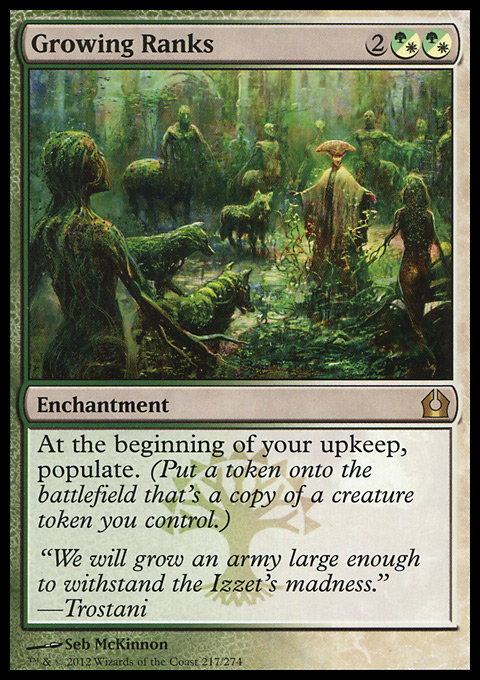 Growing Ranks 2
Enchantment
At the beginning of your upkeep,
populate. (Put a token onto the
battlefield that's a copy of a creature
token you control.)
“We will grow an army large enough
to withstand the Izzet's madness.”
—Trostani
Seb McKinnon
™ & © 2012 Wizards of the Coast 217/274